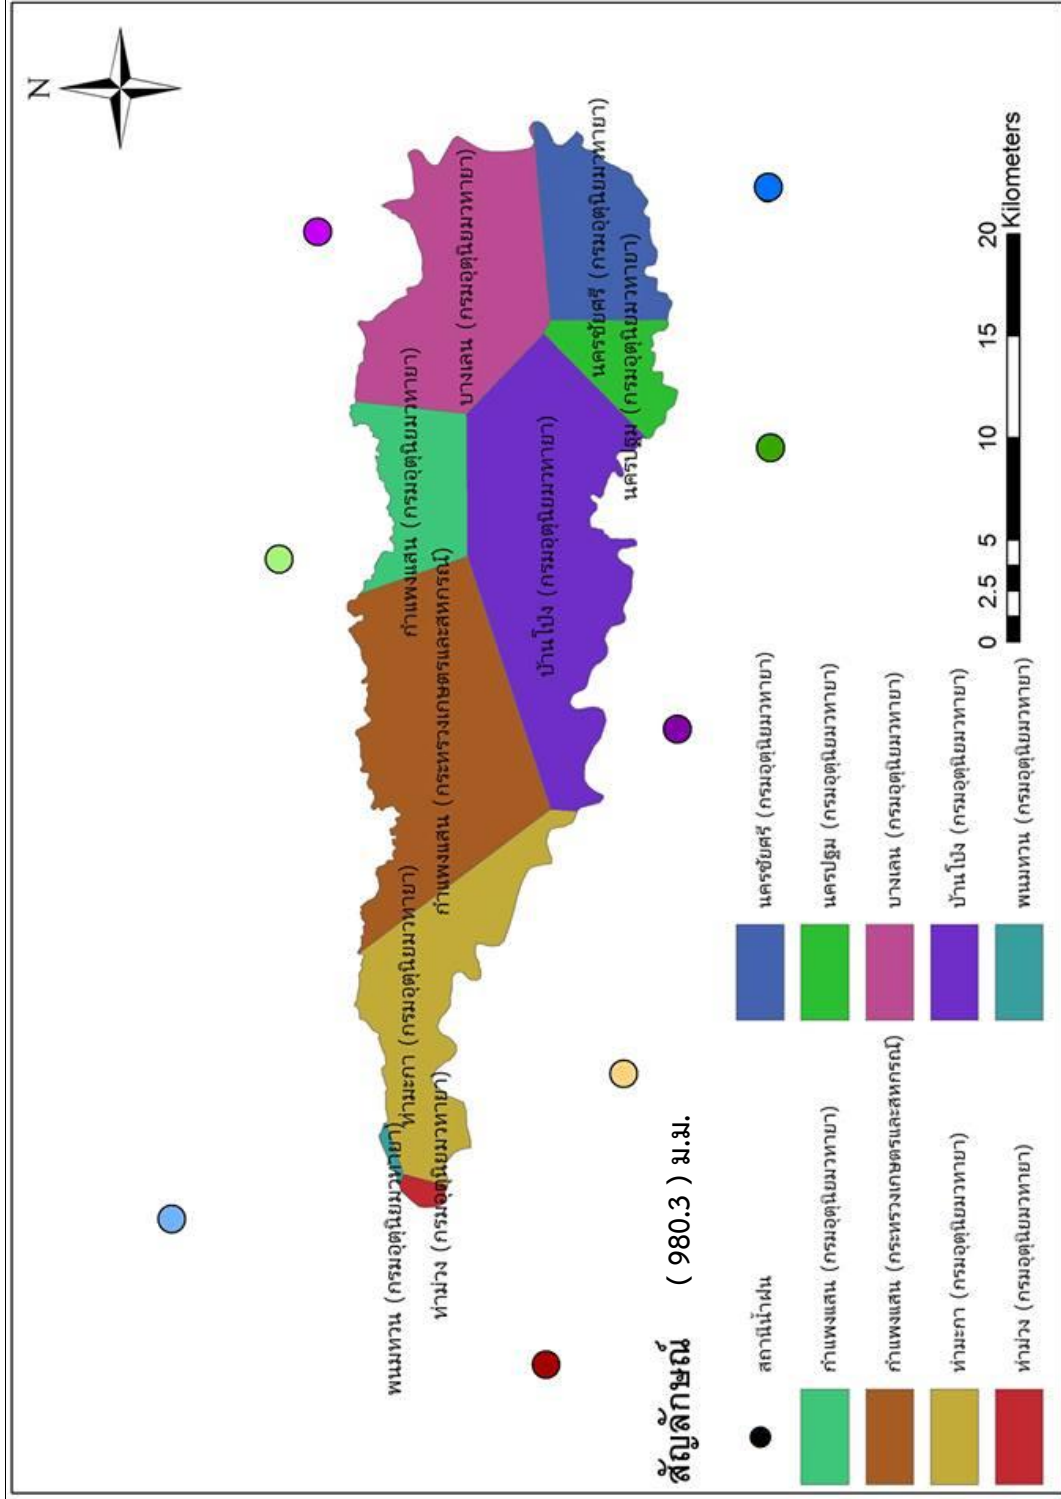 N
บางเลน (กรมอุตุนิยมวิทยา)
นครชัยศรี (กรมอุตุนิยมวิทยา)
นครปฐม (กรมอุตุนิยมวิทยา)
กำแพงแสน (กรมอุตุนิยมวิทยา)
กำแพงแสน (กระทรวงเกษตรและสหกรณ์)
บ้านโป่ง (กรมอุตุนิยมวิทยา)
ท่ามะกา (กรมอุตุนิยมวิทยา)
พนมทวน (กรมอุตุนิยมวิทยา)
ท่าม่วง (กรมอุตุนิยมวิทยา)
สัญลักษณ์ ( 980.3 ) ม.ม.
สถานีน้ำฝน
กำแพงแสน (กรมอุตุนิยมวิทยา)
กำแพงแสน (กระทรวงเกษตรและสหกรณ์)
ท่ามะกา (กรมอุตุนิยมวิทยา)
ท่าม่วง (กรมอุตุนิยมวิทยา)
นครชัยศรี (กรมอุตุนิยมวิทยา)
นครปฐม (กรมอุตุนิยมวิทยา)
บางเลน (กรมอุตุนิยมวิทยา)
บ้านโป่ง (กรมอุตุนิยมวิทยา)
พนมทวน (กรมอุตุนิยมวิทยา)
0 2.5 5 10 15 20
Kilometers